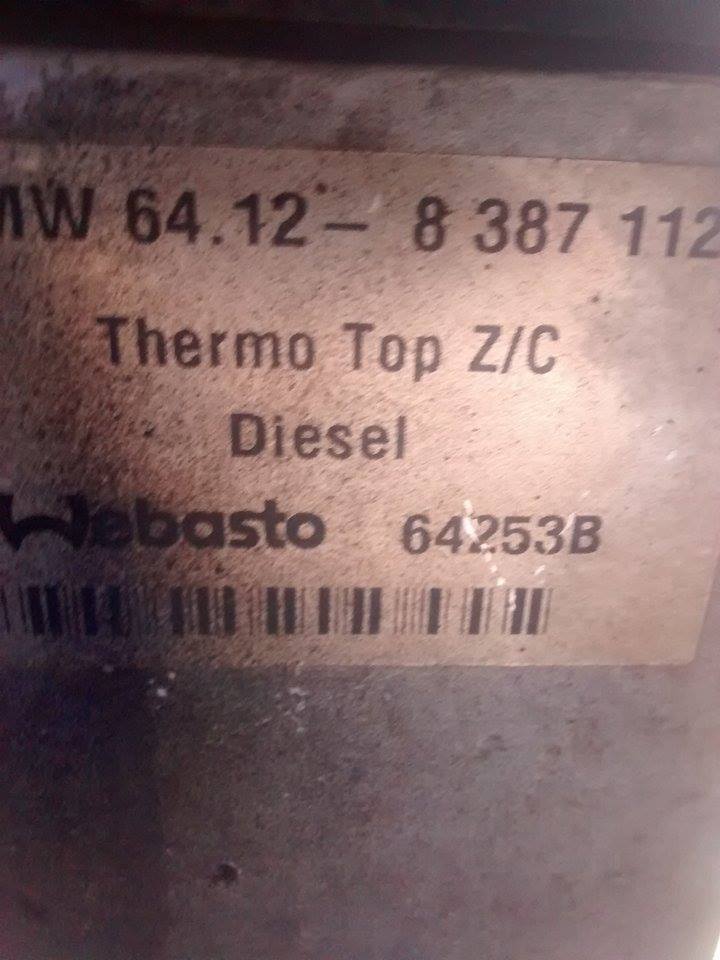 MW 64.12- 8 387 112
Thermo Top Z/C
Diesel
Webasto 64253B